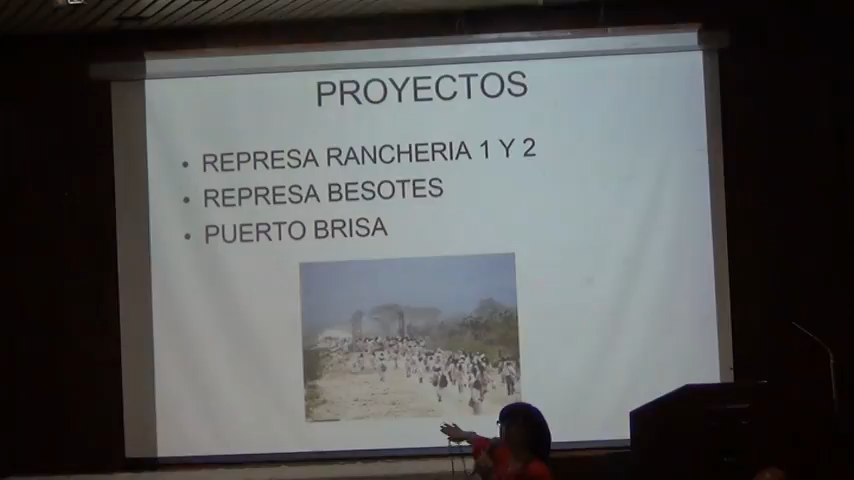 PROYECTOS
• REPRESA RANCHERIA 1 Y 2
• REPRESA BESOTES
• PUERTO BRISA